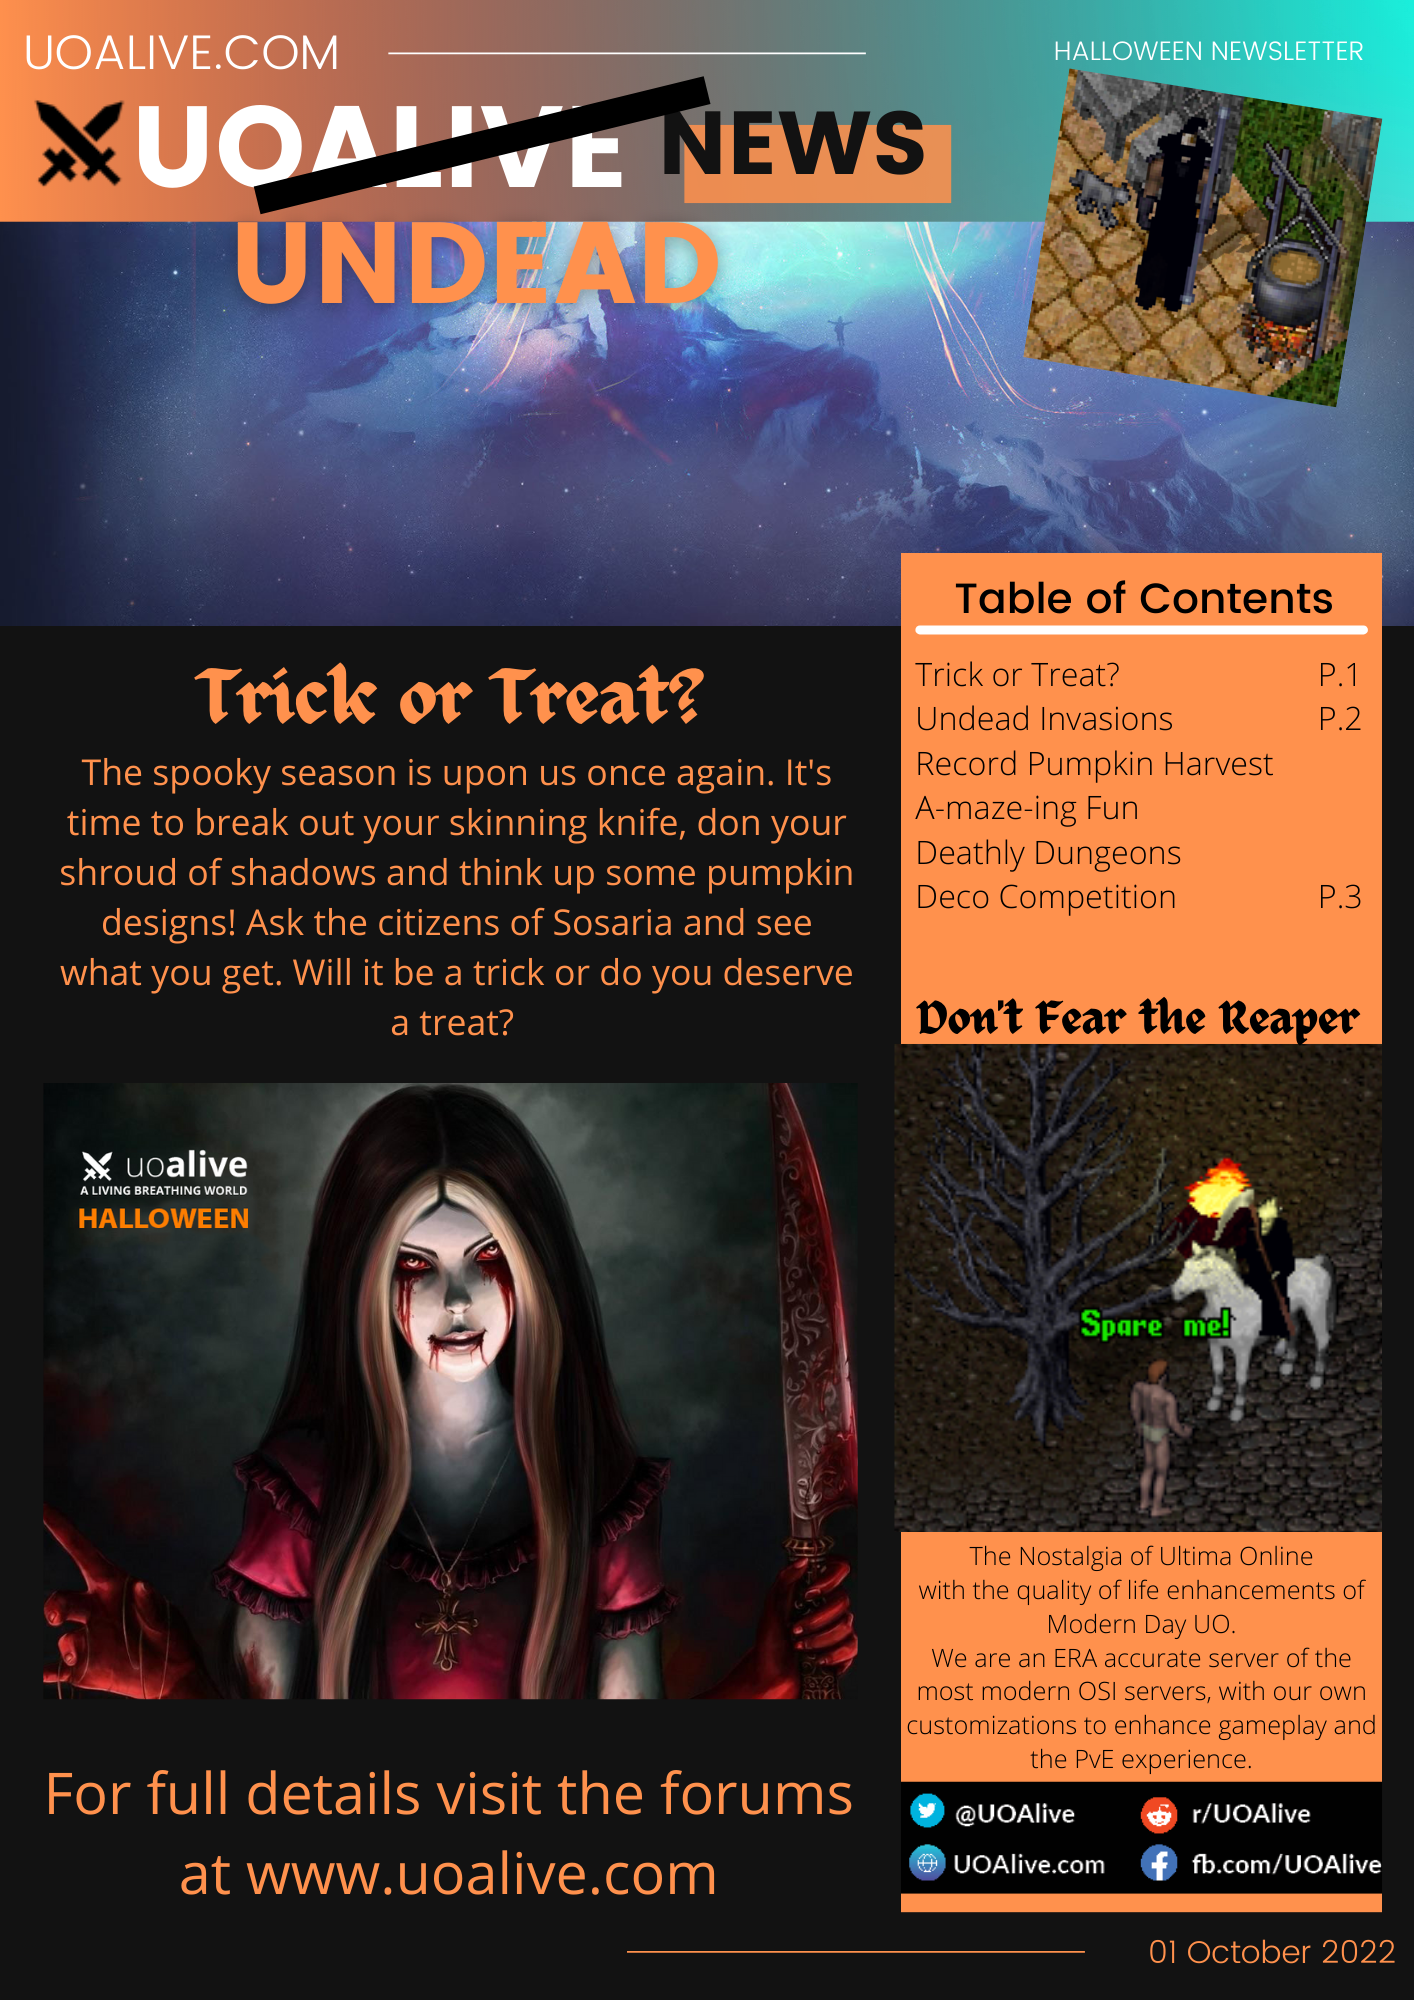 UOALIVE.COM
HALLOWEEN NEWSLETTER
UOALIVE NEWS
UNDEAD
Table of Contents
Trick or Treat? P.1
Undead Invasions P.2
Record Pumpkin Harvest
A-maze-ing Fun
Deathly Dungeons
Deco Competition P.3
Trick or Treat?
The spooky season is upon us once again. It's
time to break out your skinning knife, don your
shroud of shadows and think up some pumpkin
designs! Ask the citizens of Sosaria and see
what you get. Will it be a trick or do you deserve
a treat?
Don't Fear the Reaper
uoalive
A LIVING BREATHING WORLD
HALLOWEEN
Spare me!
The Nostalgia of Ultima Online
with the quality of life enhancements of
Modern Day UO.
We are an ERA accurate server of the
most modern OSI servers, with our own
customizations to enhance gameplay and
the PvE experience.
For full details visit the forums
at www.uoalive.com
@UOAlive
r/UOAlive
UOAlive.com
fb.com/UOAlive
01 October 2022